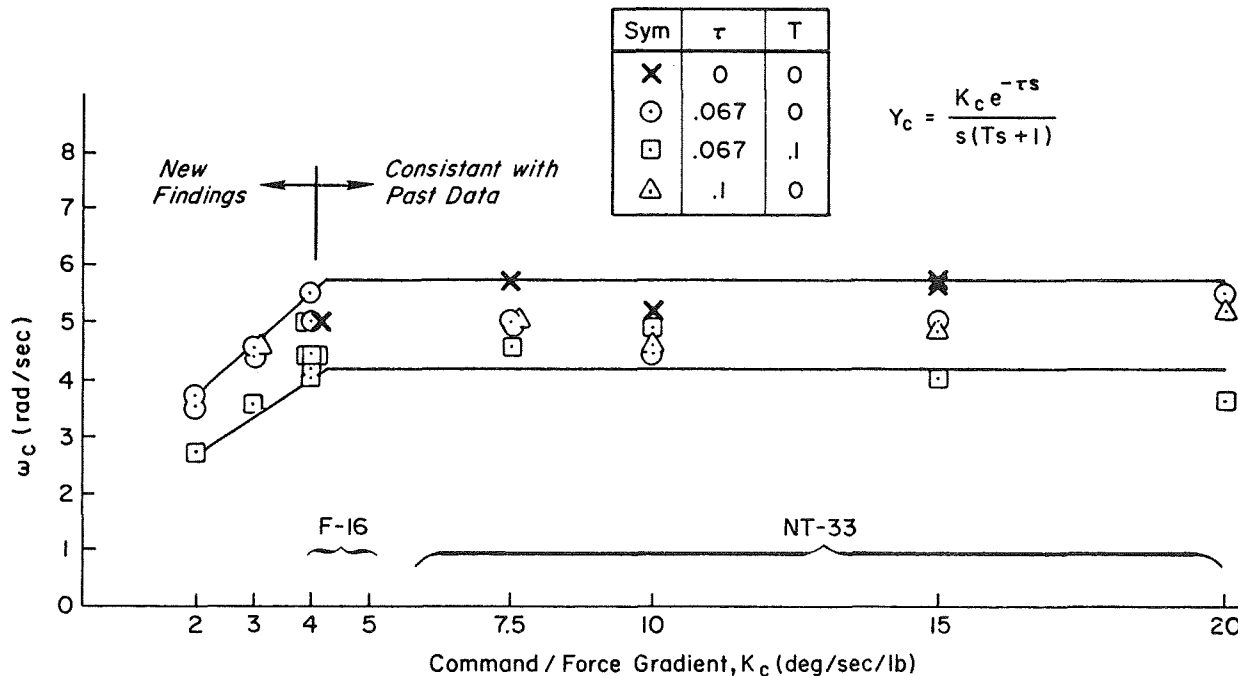 Sym τ T
0 0
.067 0
.067 .1
.1 0
Y_c = K_c e^{-τs} / s(Ts+1)
New
Findings
Consistant with
Past Data
8
7
6
5
4
3
2
1
0
ω_c (rad/sec)
F-16
NT-33
2 3 4 5 7.5 10 15 20
Command / Force Gradient, K_c (deg/sec/lb)